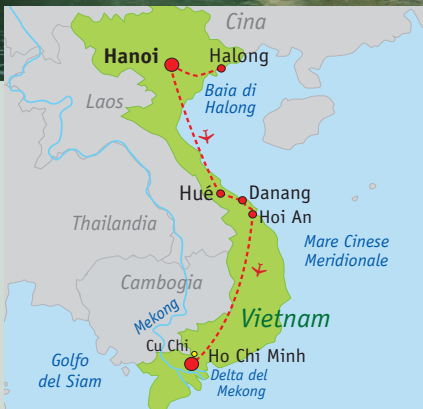 Cina
Hanoi
Halong
Laos
Baia di
Halong
Hué
Danang
Hoi An
Thailandia
Mare Cinese
Meridionale
Cambogia
Mekong
Vietnam
Cu Chi
Ho Chi Minh
Golfo
del Siam
Delta del
Mekong